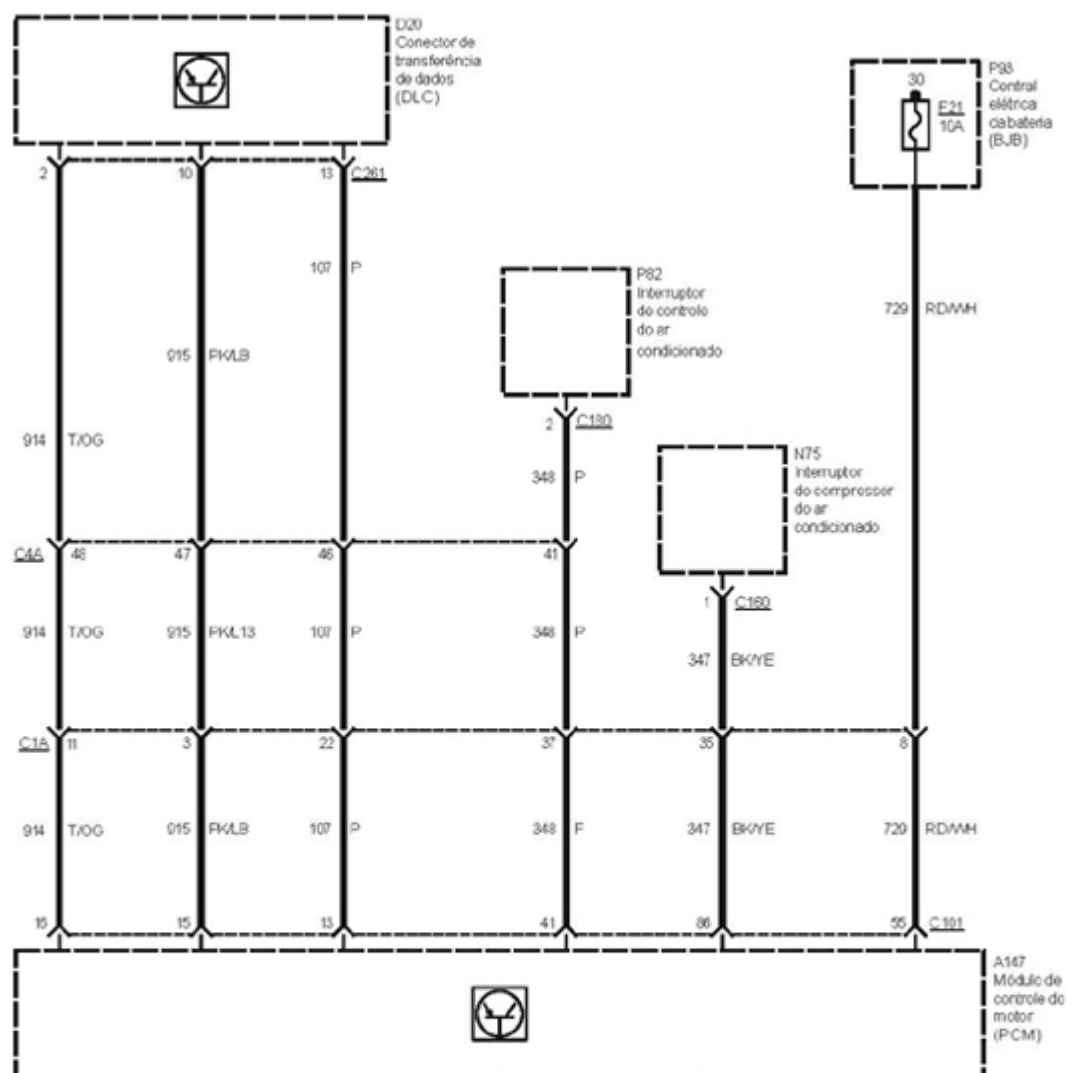 D20
Conector de
transferência
de dados
(DLC)
P93
Central
elétrica
da bateria
(BJB)
30
F21
10A
2
10
13
C261
107
P
P82
Interruptor
do controle
do ar
condicionado
729
RD/WH
915
PK/LB
2
C180
914
T/OG
348
P
N75
Interruptor
do compressor
do ar
condicionado
C4A
48
47
46
41
1
C160
914
T/OG
915
PK/L13
107
P
348
P
347
BK/YE
C1A
11
3
22
37
35
8
914
T/OG
915
PK/LB
107
P
348
F
347
BK/YE
729
RD/WH
15
13
41
86
55
C101
A147
Módulo de
controle do
motor
(PCM)